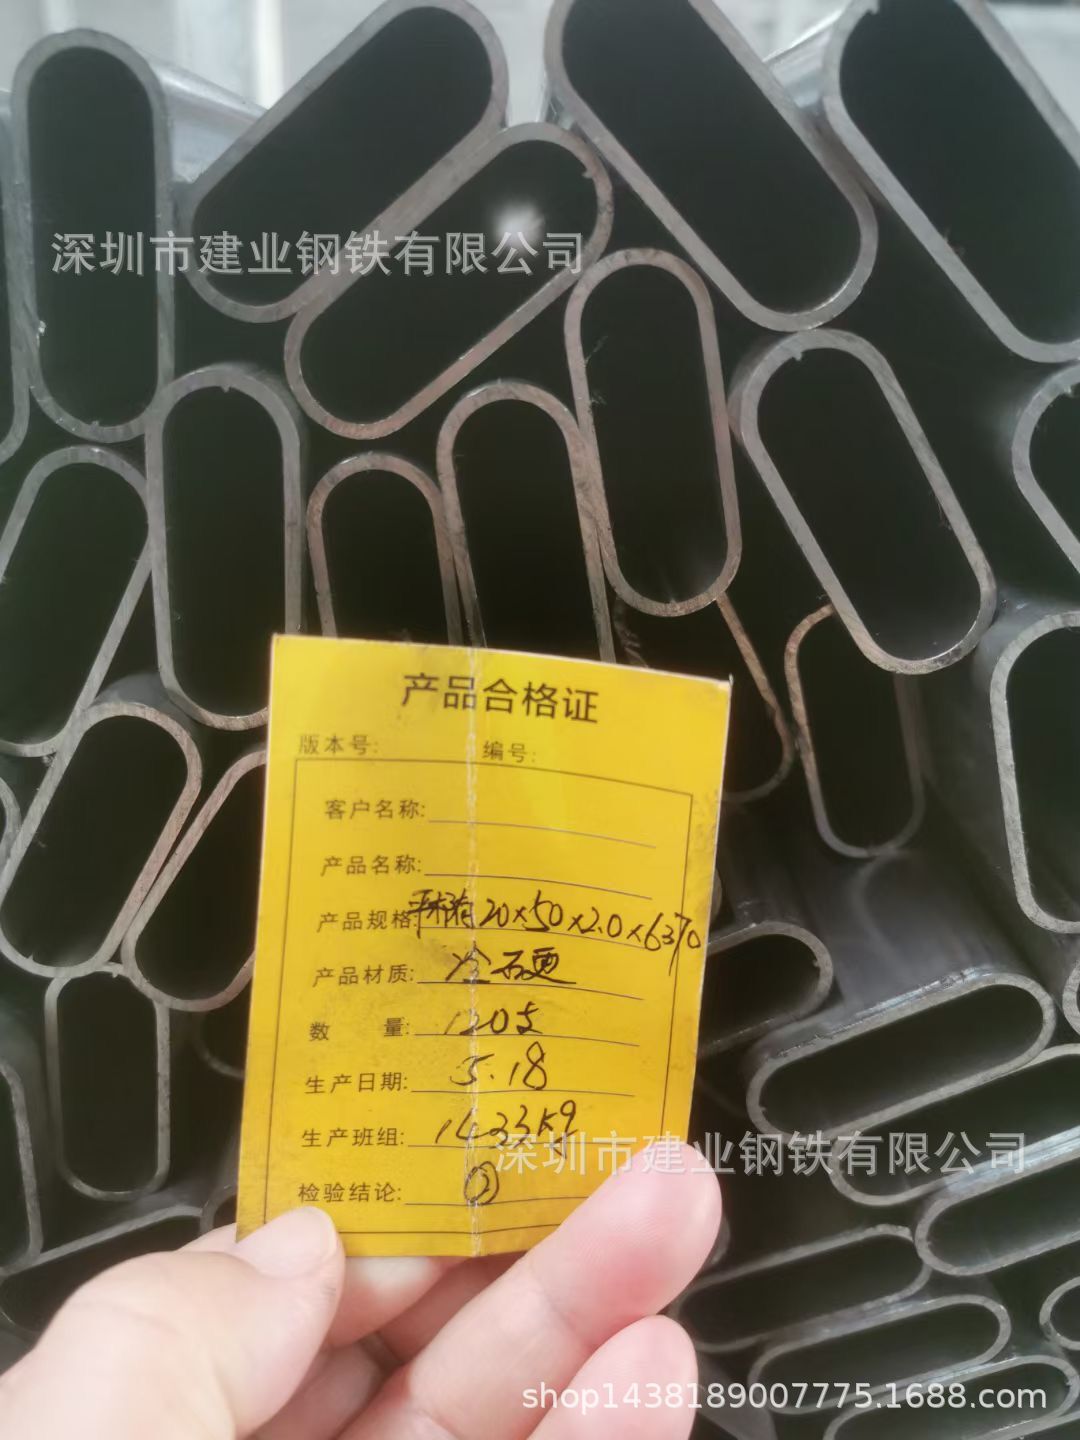 深圳市建业钢铁有限公司
产品合格证
版本号: 编号:
客户名称:
产品名称:
产品规格: 平椭 20×50×2.0×6370
产品材质: 冷硬
数 量: 120支
生产日期: 5.18
生产班组: 1433kg
检验结论: ②
深圳市建业钢铁有限公司
shop1438189007775.1688.com